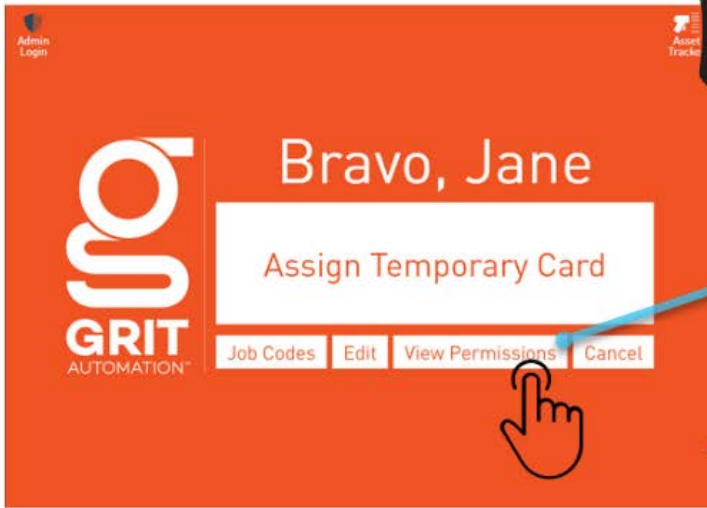 Admin
Login
Asset
Tracke
Bravo, Jane
Assign Temporary Card
GRIT
AUTOMATION™
Job Codes
Edit
View Permissions
Cancel